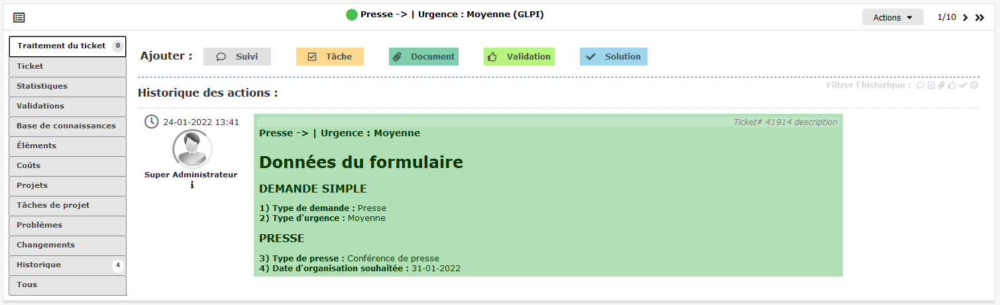 Presse -> | Urgence : Moyenne (GLPI)
Actions
1/10
Traitement du ticket 0
Ticket
Statistiques
Validations
Base de connaissances
Éléments
Coûts
Projets
Tâches de projet
Problèmes
Changements
Historique 4
Tous
Ajouter : Suivi Tâche Document Validation Solution
Filtrer l'historique :
Historique des actions :
24-01-2022 13:41
Super Administrateur
Ticket# 41914 description
Presse -> | Urgence : Moyenne
Données du formulaire
DEMANDE SIMPLE
1) Type de demande : Presse
2) Type d'urgence : Moyenne
PRESSE
3) Type de presse : Conférence de presse
4) Date d'organisation souhaitée : 31-01-2022